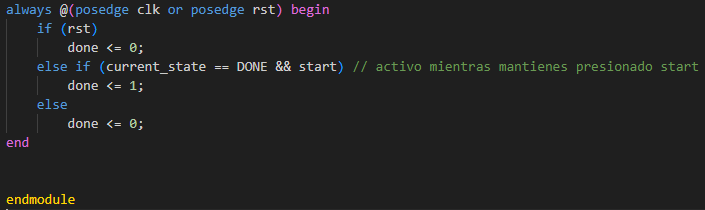 always @(posedge clk or posedge rst) begin
    if (rst)
        done <= 0;
    else if (current_state == DONE && start) // activo mientras mantienes presionado start
        done <= 1;
    else
        done <= 0;
end
endmodule